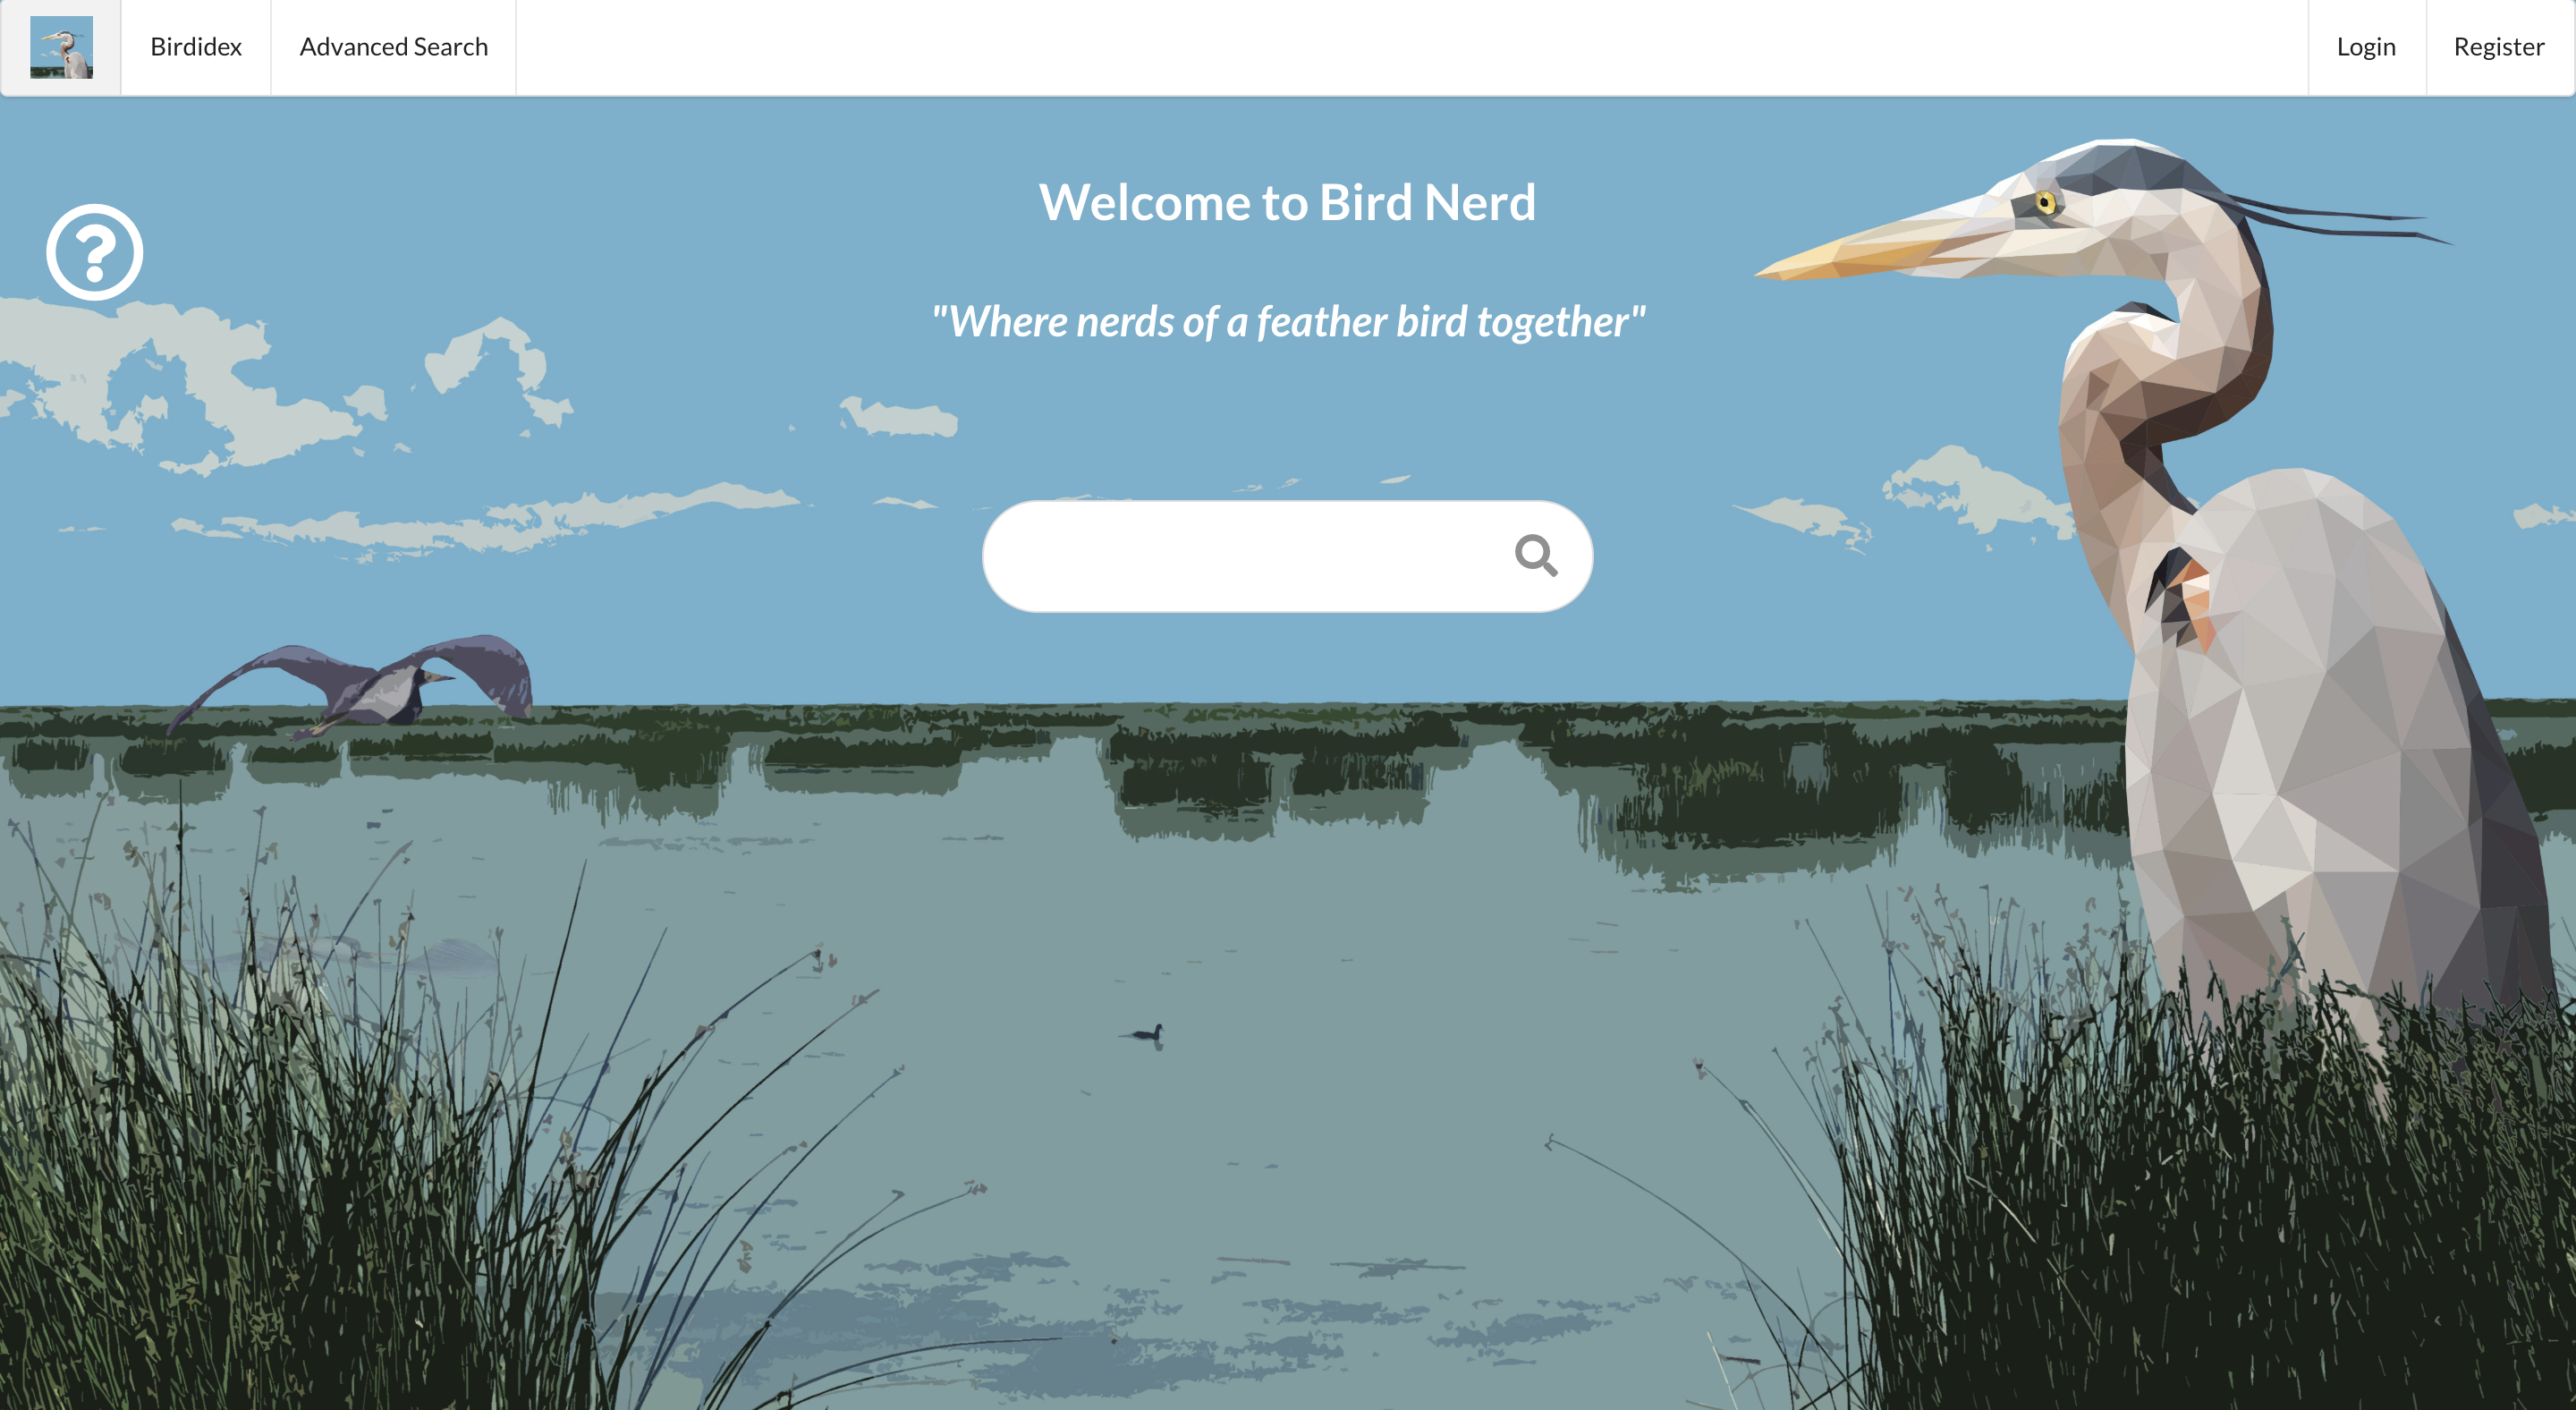 Birdidex
Advanced Search
Login
Register
Welcome to Bird Nerd
"Where nerds of a feather bird together"